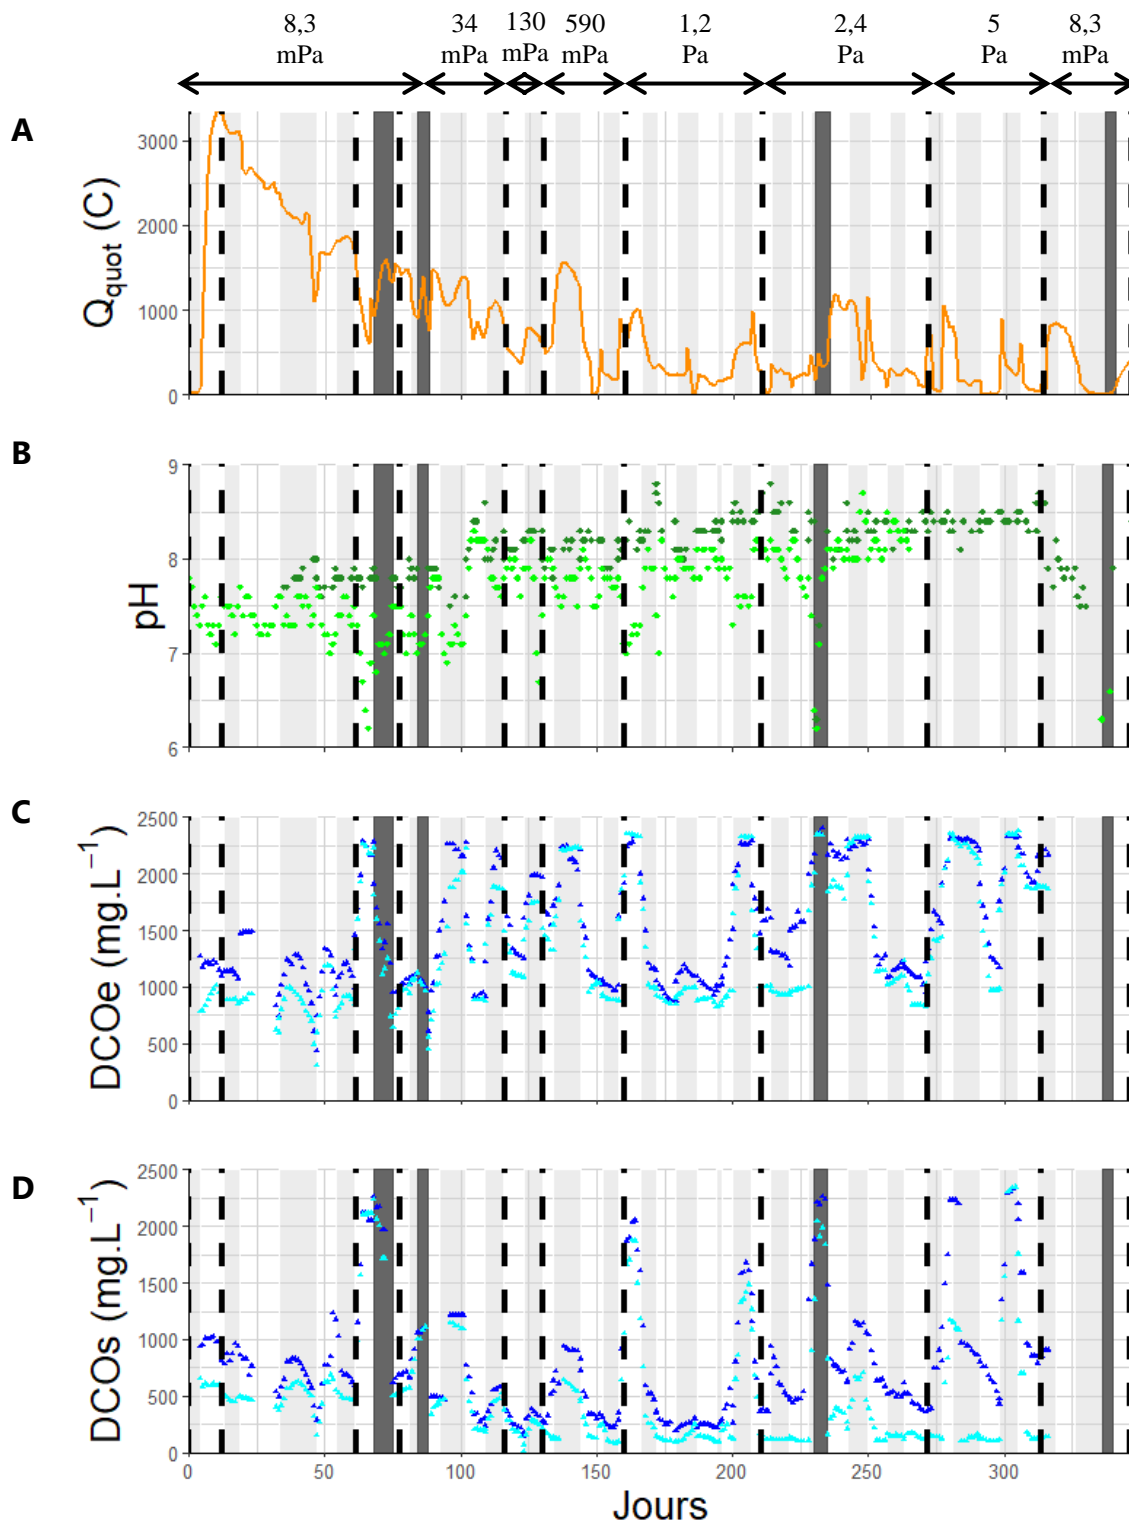 8,3 34 130 590 1,2 2,4 5 8,3
mPa mPa mPa mPa Pa Pa Pa mPa
A
Qquot (C)
3000
2000
1000
0
B
pH
9
8
7
6
C
DCOe (mg.L−1)
2500
2000
1500
1000
500
0
D
DCOs (mg.L−1)
2500
2000
1500
1000
500
0
0 50 100 150 200 250 300
Jours